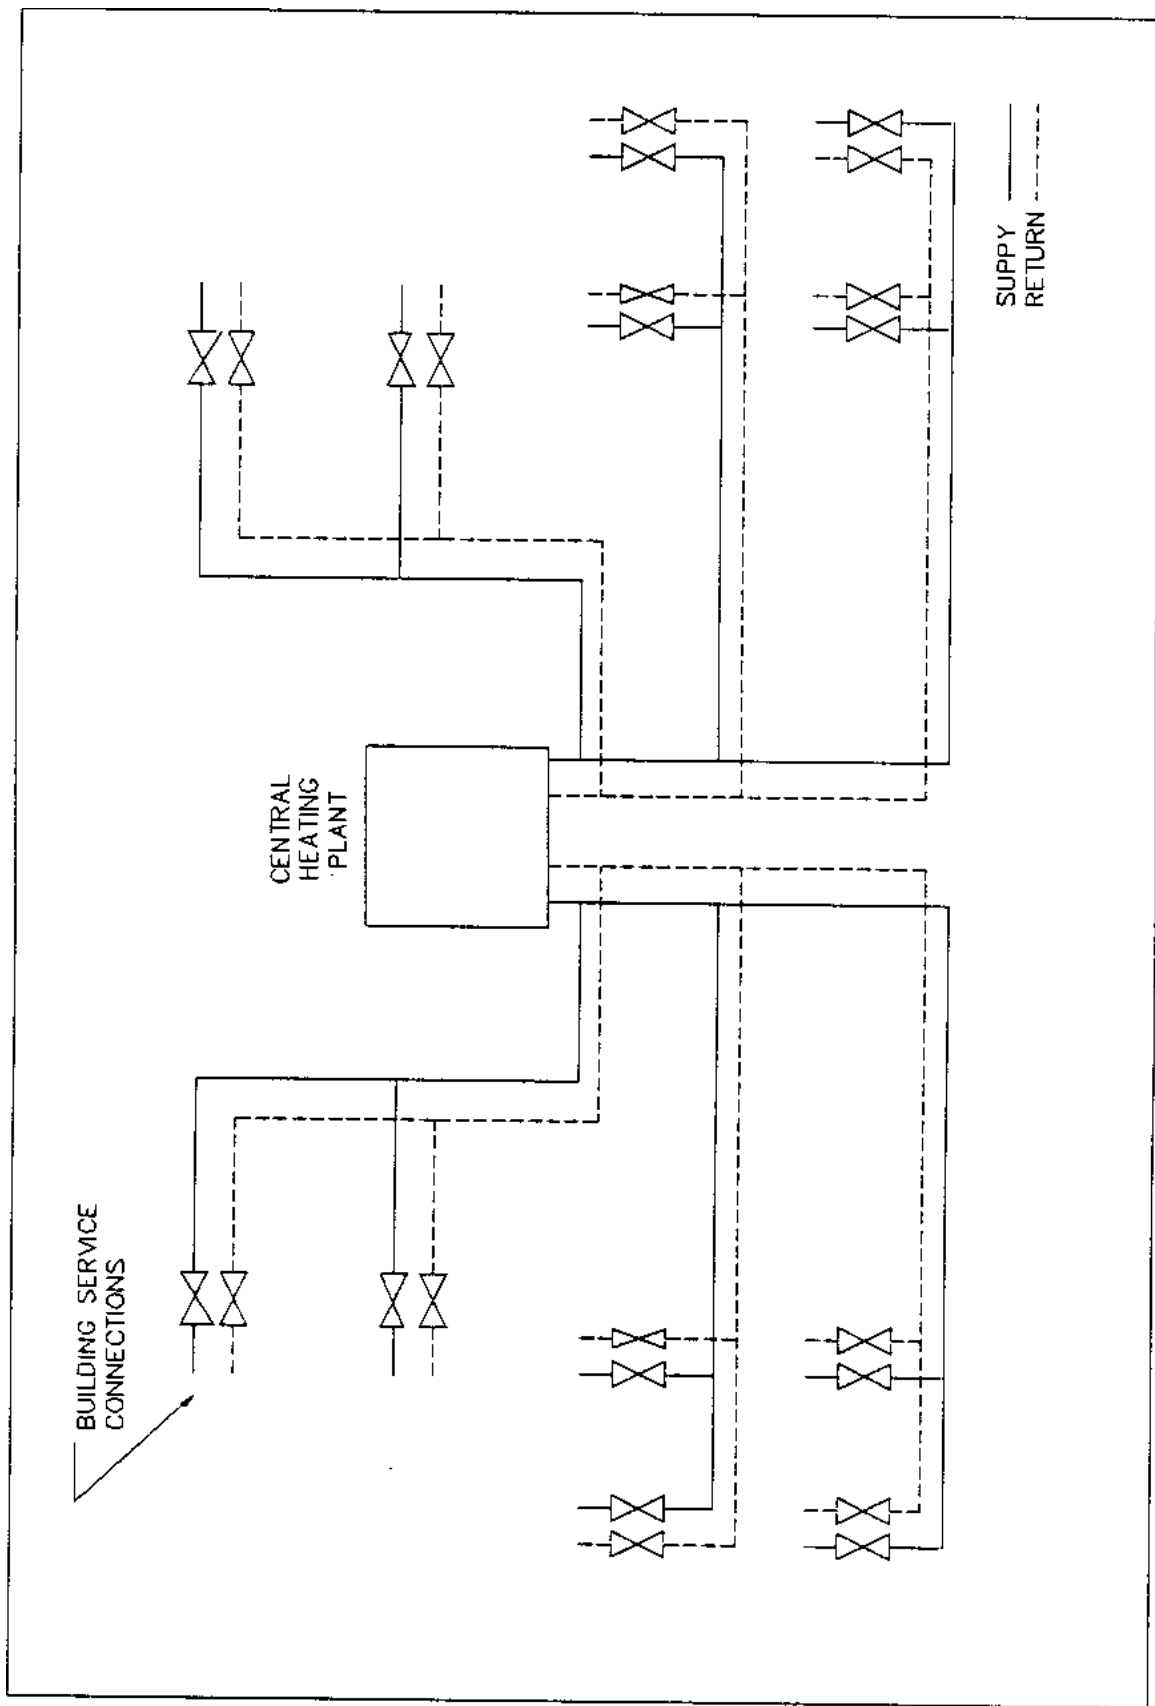 BUILDING SERVICE
CONNECTIONS
CENTRAL
HEATING
PLANT
SUPPY
RETURN